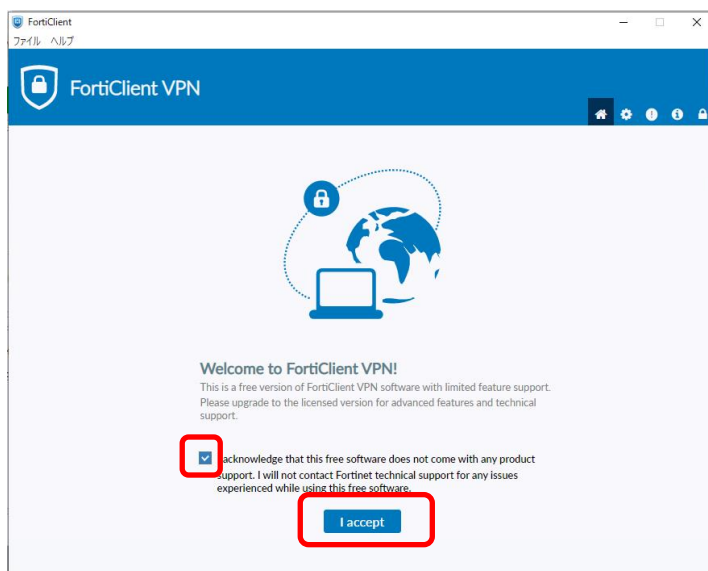 FortiClient
ファイル ヘルプ
FortiClient VPN
Welcome to FortiClient VPN!
This is a free version of FortiClient VPN software with limited feature support.
Please upgrade to the licensed version for advanced features and technical
support.
acknowledge that this free software does not come with any product
support. I will not contact Fortinet technical support for any issues
experienced while using this free software.
I accept